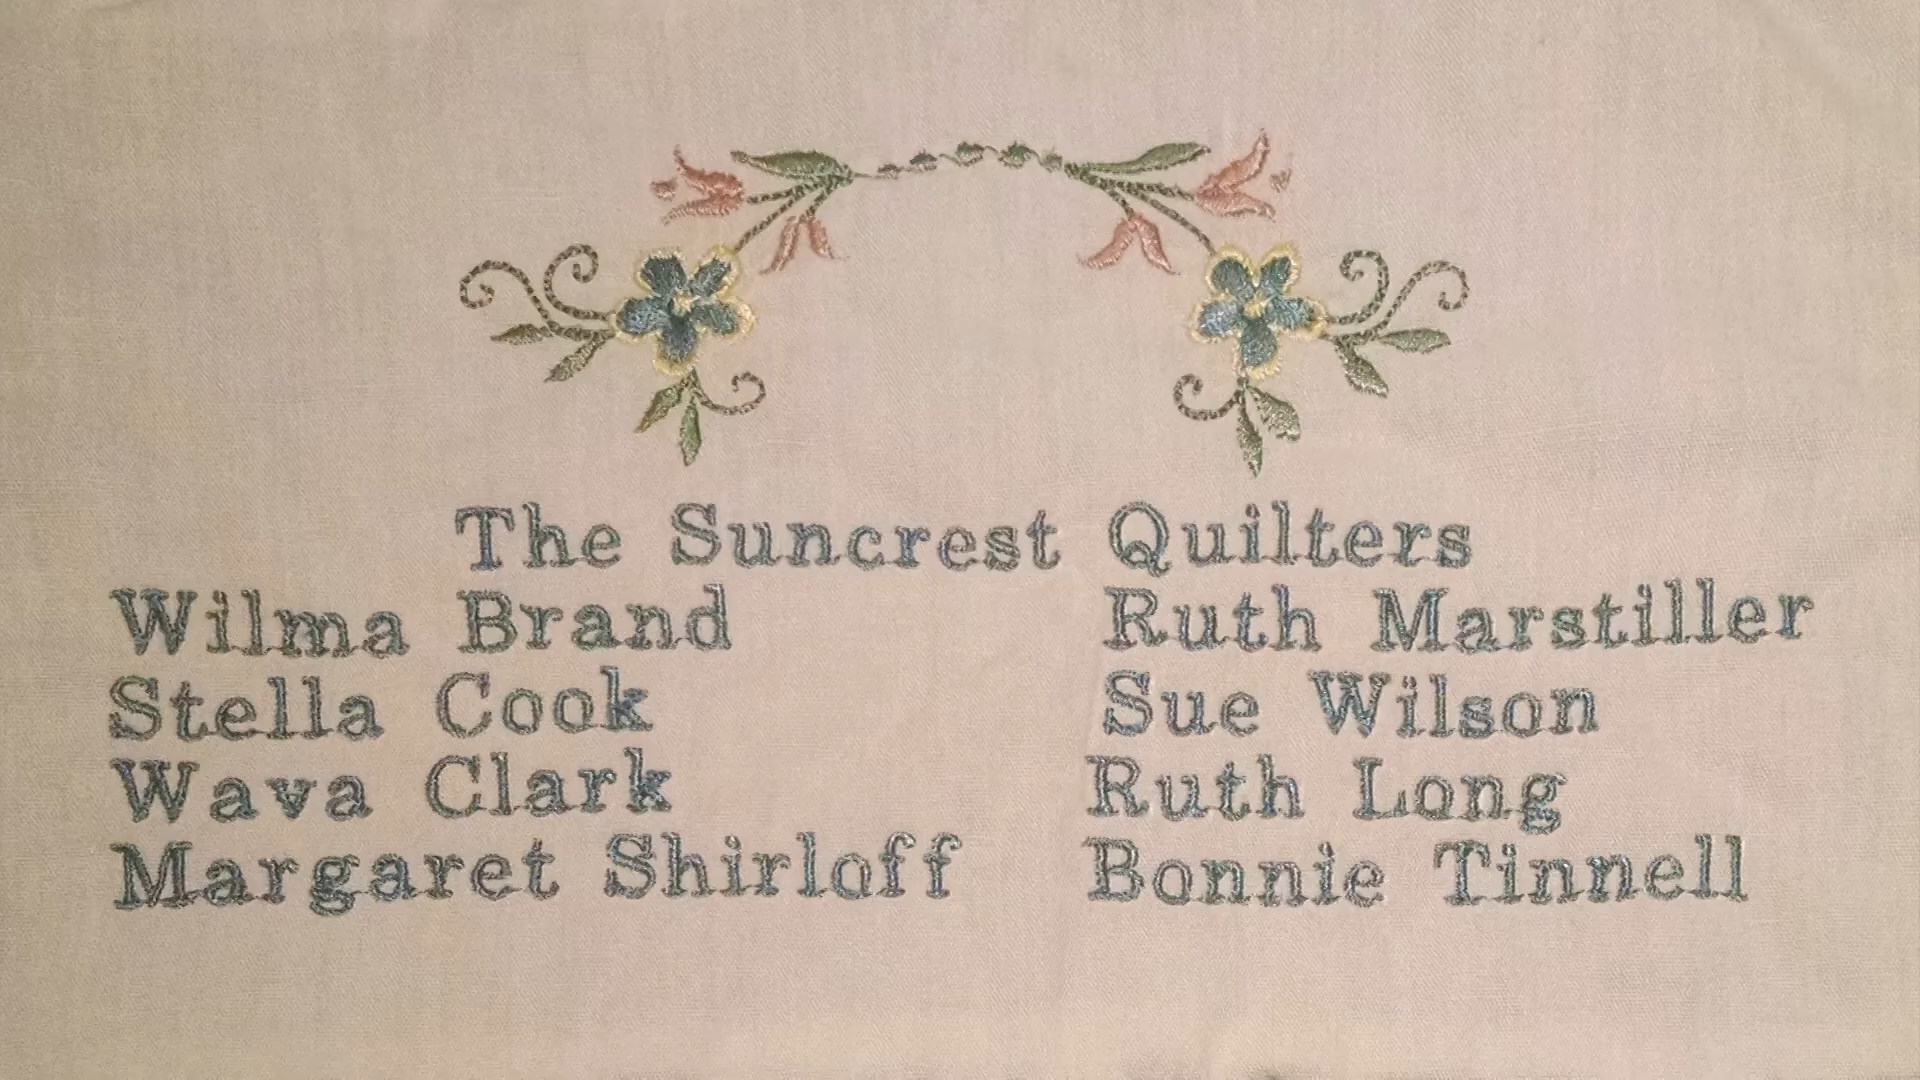 The Suncrest Quilters
Wilma Brand Ruth Marstiller
Stella Cook Sue Wilson
Wava Clark Ruth Long
Margaret Shirloff Bonnie Tinnell